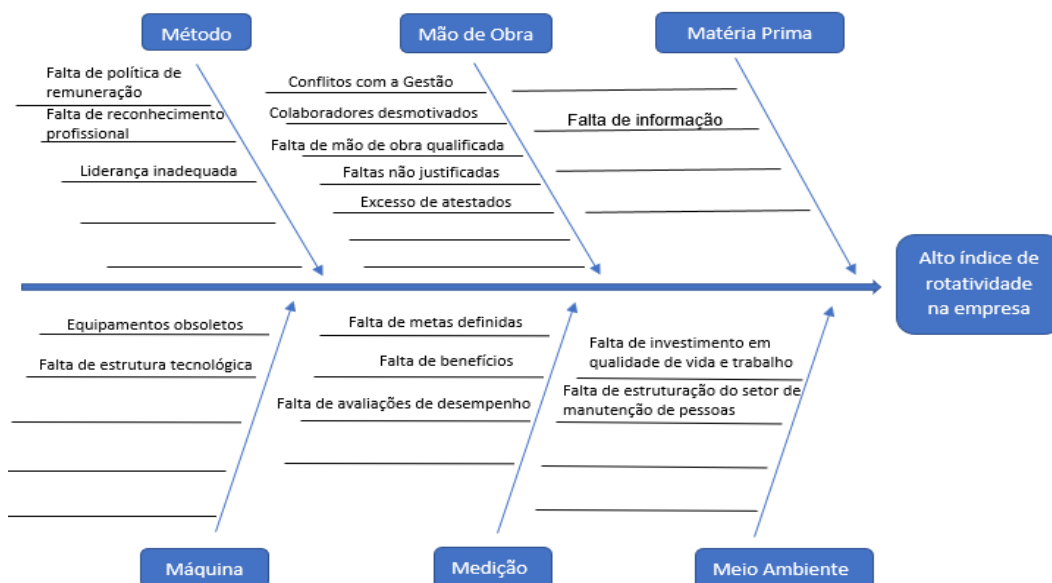 Método
Mão de Obra
Matéria Prima
Falta de política de
remuneração
Falta de reconhecimento
profissional
Liderança inadequada
Conflitos com a Gestão
Colaboradores desmotivados
Falta de mão de obra qualificada
Faltas não justificadas
Excesso de atestados
Falta de informação
Alto índice de
rotatividade
na empresa
Equipamentos obsoletos
Falta de estrutura tecnológica
Falta de metas definidas
Falta de benefícios
Falta de avaliações de desempenho
Falta de investimento em
qualidade de vida e trabalho
Falta de estruturação do setor de
manutenção de pessoas
Máquina
Medição
Meio Ambiente